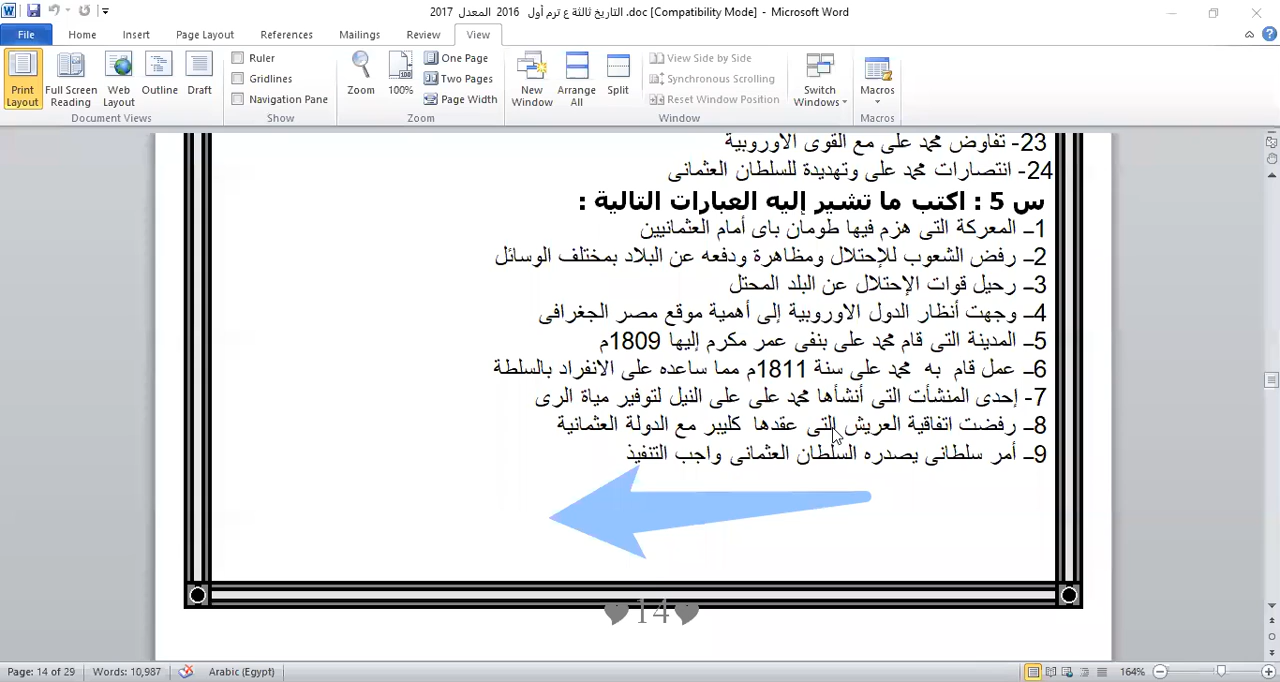 التاريخ ثالثة ع ترم أول 2016 المعدل 2017 .doc [Compatibility Mode] - Microsoft Word
File Home Insert Page Layout References Mailings Review View
Print Layout
Full Screen Reading
Web Layout
Outline
Draft
Document Views
Ruler
Gridlines
Navigation Pane
Show
Zoom
100%
One Page
Two Pages
Page Width
Zoom
New Window
Arrange All
Split
View Side by Side
Synchronous Scrolling
Reset Window Position
Window
Switch Windows
Macros
Macros
23- تفاوض محمد على مع القوى الاوروبية
24- انتصارات محمد على وتهديدة للسلطان العثمانى
س 5 : اكتب ما تشير إليه العبارات التالية :
1ــ المعركة التى هزم فيها طومان باى أمام العثمانيين
2ــ رفض الشعوب للإحتلال ومظاهرة ودفعه عن البلاد بمختلف الوسائل
3ــ رحيل قوات الإحتلال عن البلد المحتل
4ــ وجهت أنظار الدول الاوروبية إلى أهمية موقع مصر الجغرافى
5ــ المدينة التى قام محمد على بنفى عمر مكرم إليها 1809م
6ــ عمل قام به محمد على سنة 1811م مما ساعده على الانفراد بالسلطة
7- إحدى المنشأت التى أنشأها محمد على على النيل لتوفير مياة الرى
8ــ رفضت اتفاقية العريش التى عقدها كليبر مع الدولة العثمانية
9ــ أمر سلطانى يصدره السلطان العثمانى واجب التنفيذ
14
Page: 14 of 29 Words: 10,987 Arabic (Egypt) 164%